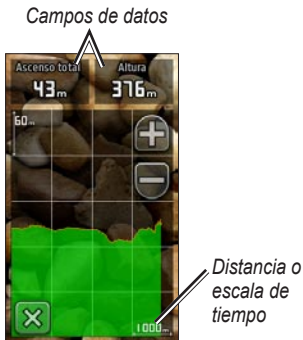 Campos de datos
Ascenso total
Altura
43m
376m
60m
Distancia o
escala de
tiempo
1000m